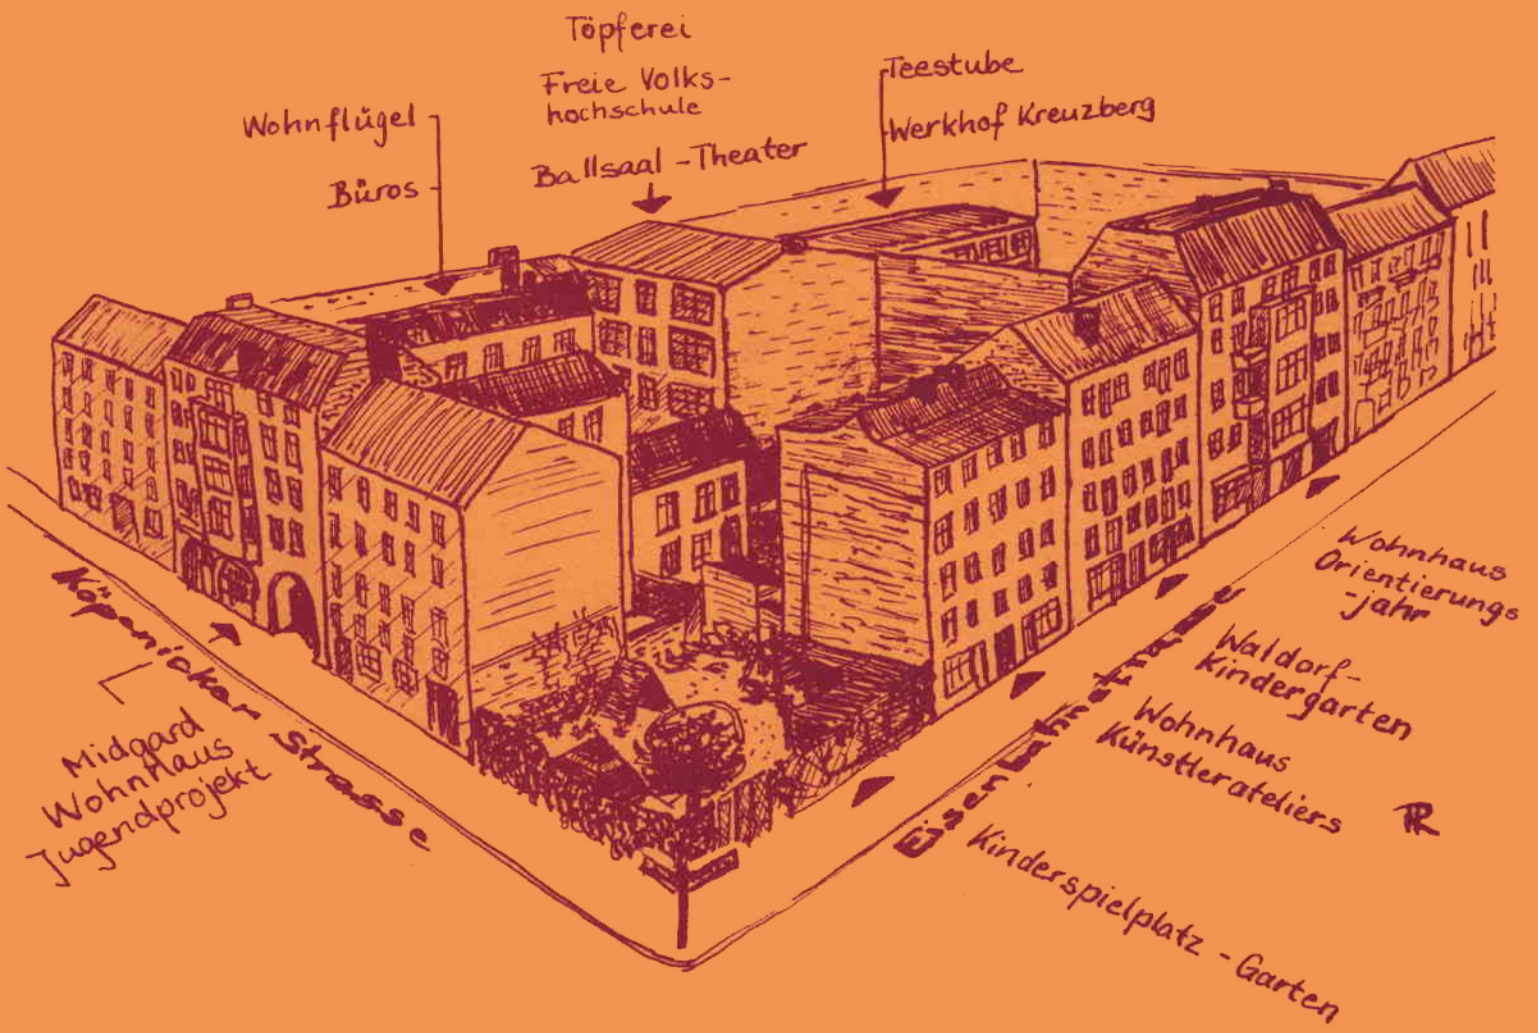 Töpferei
Freie Volks-
hochschule
Ballsaal - Theater
Teestube
Werkhof Kreuzberg
Wohnflügel
Büros
Köpenicker Strasse
Midgard
Wohnhaus
Jugendprojekt
Eisenbahnstrasse
Wohnhaus
Orientierungs
-jahr
Waldorf-
Kindergarten
Wohnhaus
Künstlerateliers
Kinderspielplatz - Garten